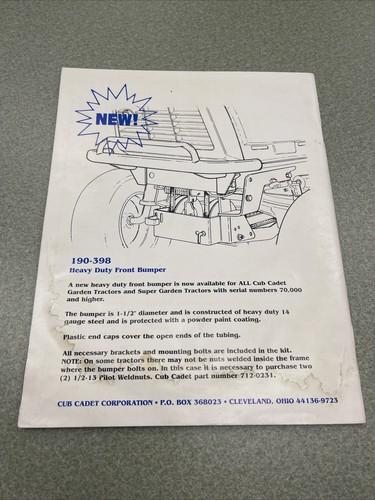 NEW!
190-398
Heavy Duty Front Bumper
A new heavy duty front bumper is now available for ALL Cub Cadet
Garden Tractors and Super Garden Tractors with serial numbers 70,000
and higher.
The bumper is 1-1/2" diameter and is constructed of heavy duty 14
gauge steel and is protected with a powder paint coating.
Plastic end caps cover the open ends of the tubing.
All necessary brackets and mounting bolts are included in the kit.
NOTE: On some tractors there may not be nuts welded inside the frame
where the bumper bolts on. In this case it is necessary to purchase two
(2) 1/2-13 Pilot Weldnuts. Cub Cadet part number 712-0231.
CUB CADET CORPORATION • P.O. BOX 368023 • CLEVELAND, OHIO 44136-9723